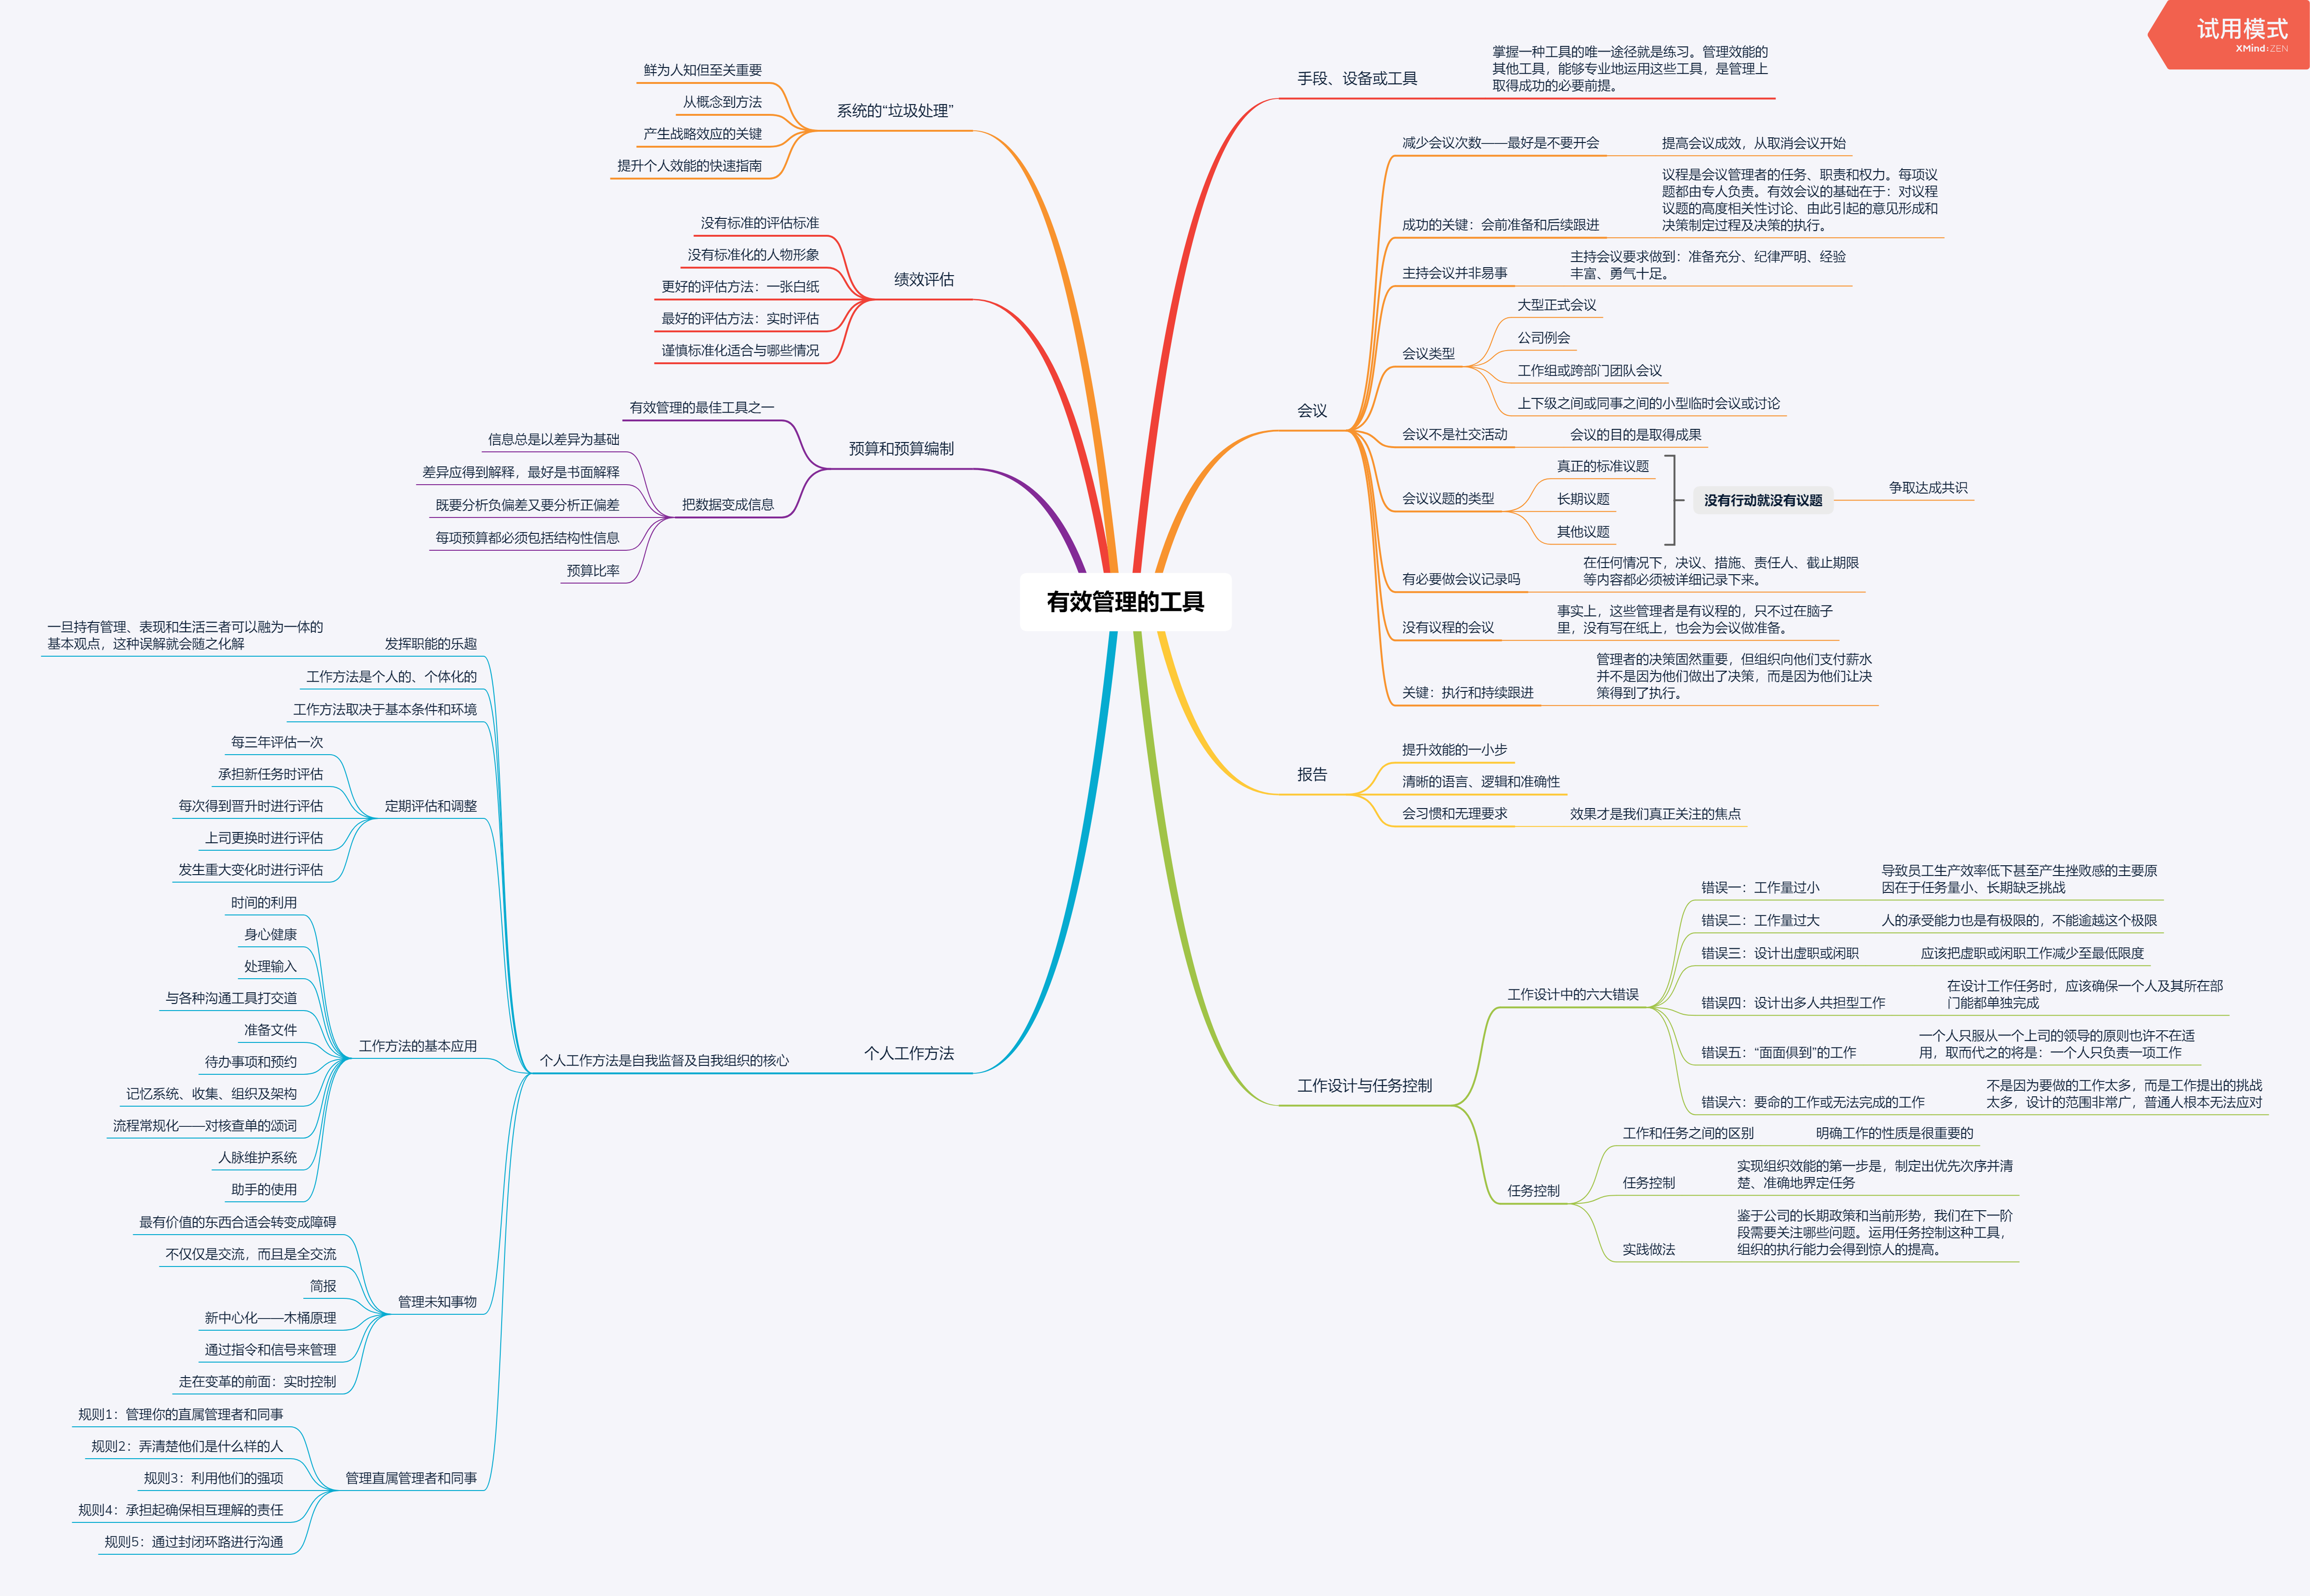 试用模式
XMind:ZEN
有效管理的工具
手段、设备或工具
掌握一种工具的唯一途径就是练习。管理效能的
其他工具，能够专业地运用这些工具，是管理上
取得成功的必要前提。
会议
减少会议次数——最好是不要开会
提高会议成效，从取消会议开始
成功的关键：会前准备和后续跟进
议程是会议管理者的任务、职责和权力。每项议
题都由专人负责。有效会议的基础在于：对议程
议题的高度相关性讨论、由此引起的意见形成和
决策制定过程及决策的执行。
主持会议并非易事
主持会议要求做到：准备充分、纪律严明、经验
丰富、勇气十足。
会议类型
大型正式会议
公司例会
工作组或跨部门团队会议
上下级之间或同事之间的小型临时会议或讨论
会议不是社交活动
会议的目的是取得成果
会议议题的类型
真正的标准议题
长期议题
其他议题
没有行动就没有议题
争取达成共识
有必要做会议记录吗
在任何情况下，决议、措施、责任人、截止期限
等内容都必须被详细记录下来。
没有议程的会议
事实上，这些管理者是有议程的，只不过在脑子
里，没有写在纸上，也会为会议做准备。
关键：执行和持续跟进
管理者的决策固然重要，但组织向他们支付薪水
并不是因为他们做出了决策，而是因为他们让决
策得到了执行。
报告
提升效能的一小步
清晰的语言、逻辑和准确性
会习惯和无理要求
效果才是我们真正关注的焦点
工作设计与任务控制
工作设计中的六大错误
错误一：工作量过小
导致员工生产效率低下甚至产生挫败感的主要原
因在于任务量小、长期缺乏挑战
错误二：工作量过大
人的承受能力也是有极限的，不能逾越这个极限
错误三：设计出虚职或闲职
应该把虚职或闲职工作减少至最低限度
错误四：设计出多人共担型工作
在设计工作任务时，应该确保一个人及其所在部
门能都单独完成
错误五：“面面俱到”的工作
一个人只服从一个上司的领导的原则也许不在适
用，取而代之的将是：一个人只负责一项工作
错误六：要命的工作或无法完成的工作
不是因为要做的工作太多，而是工作提出的挑战
太多，设计的范围非常广，普通人根本无法应对
任务控制
工作和任务之间的区别
明确工作的性质是很重要的
任务控制
实现组织效能的第一步是，制定出优先次序并清
楚、准确地界定任务
实践做法
鉴于公司的长期政策和当前形势，我们在下一阶
段需要关注哪些问题。运用任务控制这种工具，
组织的执行能力会得到惊人的提高。
系统的“垃圾处理”
鲜为人知但至关重要
从概念到方法
产生战略效应的关键
提升个人效能的快速指南
绩效评估
没有标准的评估标准
没有标准化的人物形象
更好的评估方法：一张白纸
最好的评估方法：实时评估
谨慎标准化适合与哪些情况
预算和预算编制
有效管理的最佳工具之一
把数据变成信息
信息总是以差异为基础
差异应得到解释，最好是书面解释
既要分析负偏差又要分析正偏差
每项预算都必须包括结构性信息
预算比率
个人工作方法
个人工作方法是自我监督及自我组织的核心
发挥职能的乐趣
一旦持有管理、表现和生活三者可以融为一体的
基本观点，这种误解就会随之化解
工作方法是个人的、个体化的
工作方法取决于基本条件和环境
定期评估和调整
每三年评估一次
承担新任务时评估
每次得到晋升时进行评估
上司更换时进行评估
发生重大变化时进行评估
工作方法的基本应用
时间的利用
身心健康
处理输入
与各种沟通工具打交道
准备文件
待办事项和预约
记忆系统、收集、组织及架构
流程常规化——对核查单的颂词
人脉维护系统
助手的使用
管理未知事物
最有价值的东西合适会转变成障碍
不仅仅是交流，而且是全交流
简报
新中心化——木桶原理
通过指令和信号来管理
走在变革的前面：实时控制
管理直属管理者和同事
规则1：管理你的直属管理者和同事
规则2：弄清楚他们是什么样的人
规则3：利用他们的强项
规则4：承担起确保相互理解的责任
规则5：通过封闭环路进行沟通